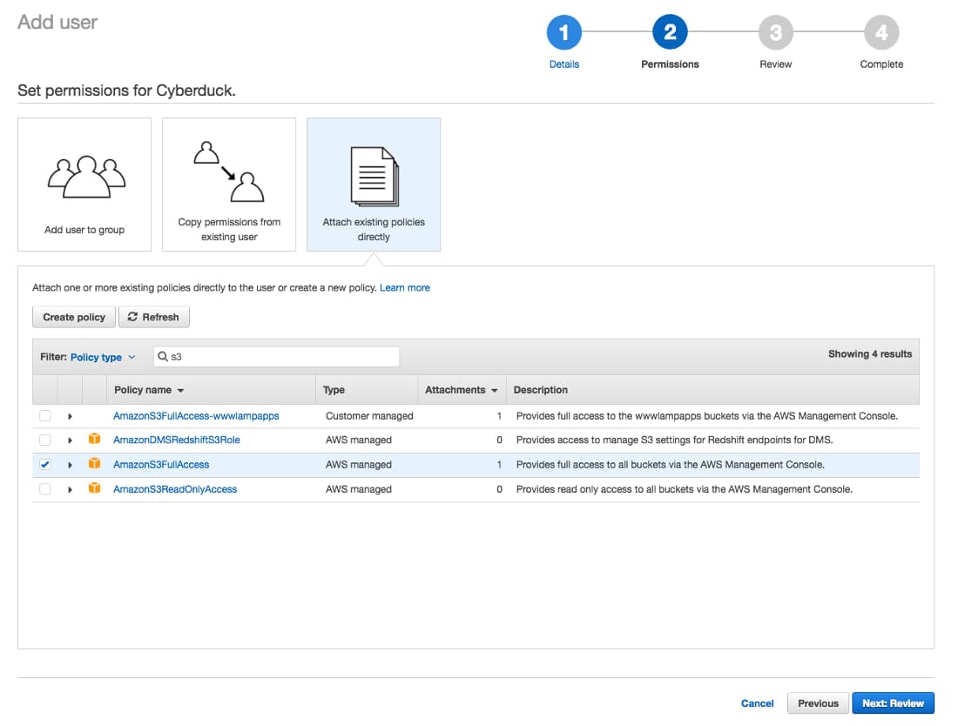 Add user
1 2 3 4
Details Permissions Review Complete
Set permissions for Cyberduck.
Add user to group
Copy permissions from
existing user
Attach existing policies
directly
Attach one or more existing policies directly to the user or create a new policy. Learn more
Create policy Refresh
Filter: Policy type s3 Showing 4 results
Policy name Type Attachments Description
AmazonS3FullAccess-wwwlampapps Customer managed 1 Provides full access to the wwwlampapps buckets via the AWS Management Console.
AmazonDMSRedshiftS3Role AWS managed 0 Provides access to manage S3 settings for Redshift endpoints for DMS.
AmazonS3FullAccess AWS managed 1 Provides full access to all buckets via the AWS Management Console.
AmazonS3ReadOnlyAccess AWS managed 0 Provides read only access to all buckets via the AWS Management Console.
Cancel Previous Next: Review